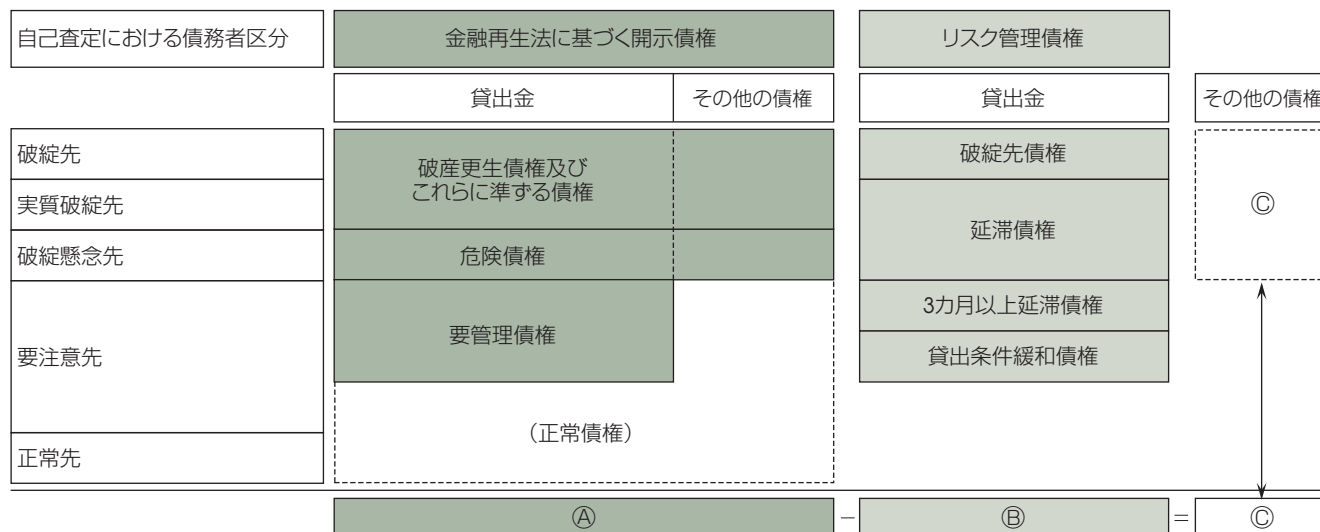 自己査定における債務者区分
金融再生法に基づく開示債権
リスク管理債権
貸出金
その他の債権
貸出金
その他の債権
破綻先
破産更生債権及び
これらに準ずる債権
破綻先債権
実質破綻先
延滞債権
Ⓒ
破綻懸念先
危険債権
要注意先
要管理債権
3カ月以上延滞債権
貸出条件緩和債権
（正常債権）
正常先
Ⓐ － Ⓑ ＝ Ⓒ